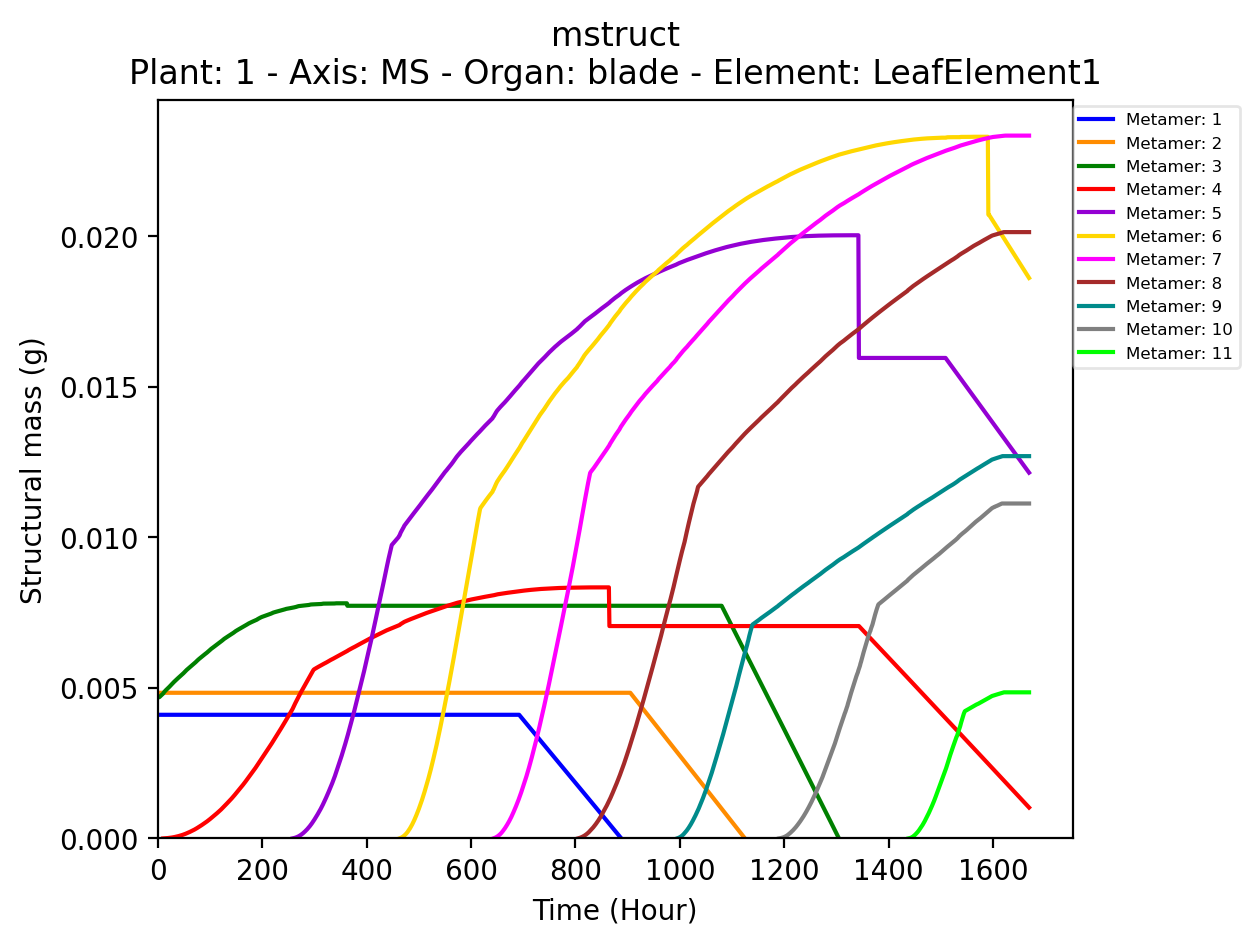 mstruct
Plant: 1 - Axis: MS - Organ: blade - Element: LeafElement1
Structural mass (g)
0.020
0.015
0.010
0.005
0.000
0 200 400 600 800 1000 1200 1400 1600
Time (Hour)
Metamer: 1
Metamer: 2
Metamer: 3
Metamer: 4
Metamer: 5
Metamer: 6
Metamer: 7
Metamer: 8
Metamer: 9
Metamer: 10
Metamer: 11